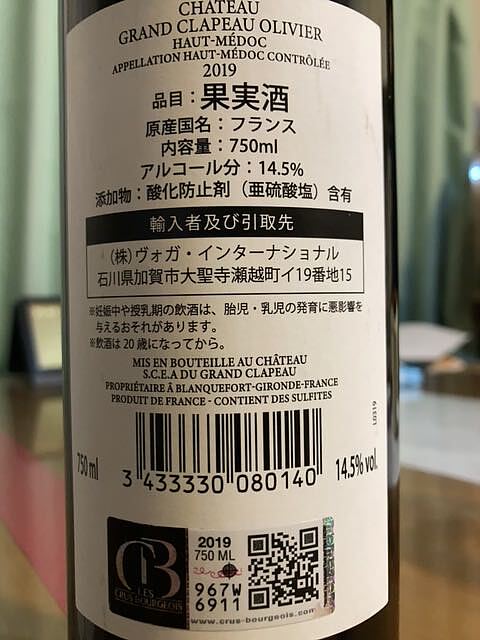 CHÂTEAU
GRAND CLAPEAU OLIVIER
HAUT-MÉDOC
APPELLATION HAUT-MÉDOC CONTRÔLÉE
2019
品目：果実酒
原産国名：フランス
内容量：750ml
アルコール分：14.5%
添加物：酸化防止剤（亜硫酸塩）含有
輸入者及び引取先
（株）ヴォガ・インターナショナル
石川県加賀市大聖寺瀬越町イ19番地15
※妊娠中や授乳期の飲酒は、胎児・乳児の発育に悪影響を
与えるおそれがあります。
※飲酒は20歳になってから。
MIS EN BOUTEILLE AU CHÂTEAU
S.C.E.A DU GRAND CLAPEAU
PROPRIÉTAIRE À BLANQUEFORT-GIRONDE-FRANCE
PRODUIT DE FRANCE - CONTIENT DES SULFITES
L0319
750 ml
3 433330 080140
14.5% vol.
CB
LES
CRUS BOURGEOIS
2019
750 ML
967W
6911
www.crus-bourgeois.com